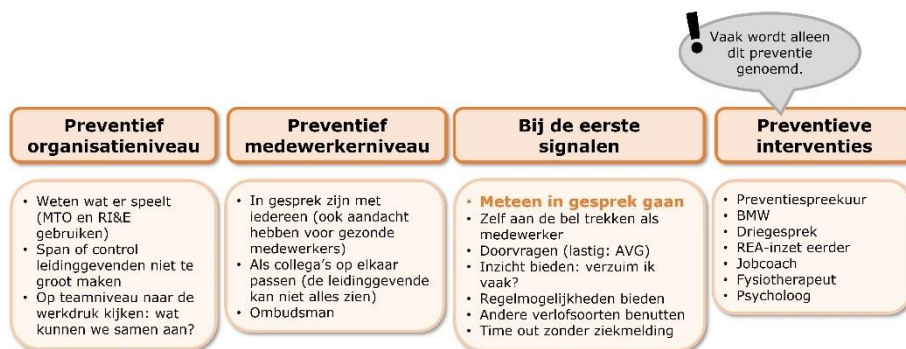 !
Vaak wordt alleen
dit preventie
genoemd.
Preventief
organisatieniveau
• Weten wat er speelt
(MTO en RI&E
gebruiken)
• Span of control
leidinggevenden niet te
groot maken
• Op teamniveau naar de
werkdruk kijken: wat
kunnen we samen aan?
Preventief
medewerkerniveau
• In gesprek zijn met
iedereen (ook aandacht
hebben voor gezonde
medewerkers)
• Als collega's op elkaar
passen (de leidinggevende
kan niet alles zien)
• Ombudsman
Bij de eerste
signalen
• Meteen in gesprek gaan
• Zelf aan de bel trekken als
medewerker
• Doorvragen (lastig: AVG)
• Inzicht bieden: verzuim ik
vaak?
• Regelmogelijkheden bieden
• Andere verlofsoorten benutten
• Time out zonder ziekmelding
Preventieve
interventies
• Preventiespreekuur
• BMW
• Driegesprek
• REA-inzet eerder
• Jobcoach
• Fysiotherapeut
• Psycholoog